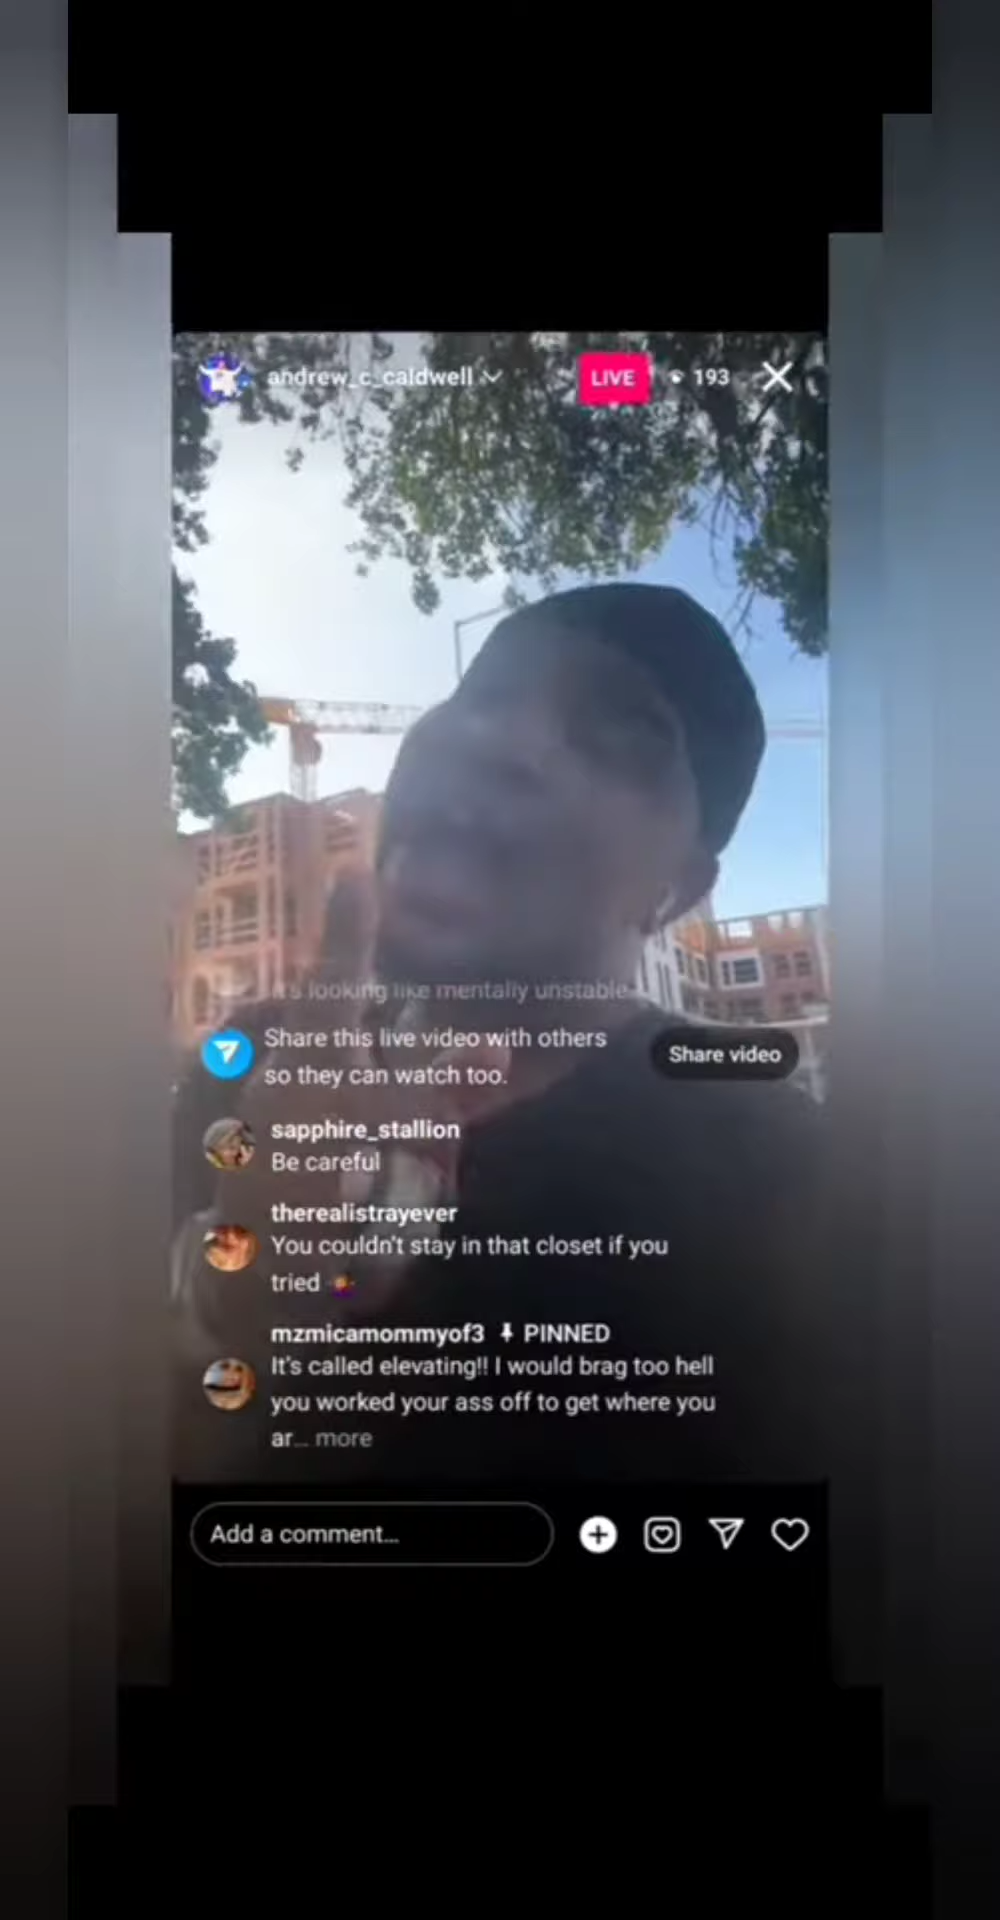 andrew_c_caldwell
LIVE
193
it's looking like mentally unstable
Share this live video with others
so they can watch too.
Share video
sapphire_stallion
Be careful
therealistrayever
You couldn't stay in that closet if you
tried
mzmicamommyof3 PINNED
It's called elevating!! I would brag too hell
you worked your ass off to get where you
ar... more
Add a comment...